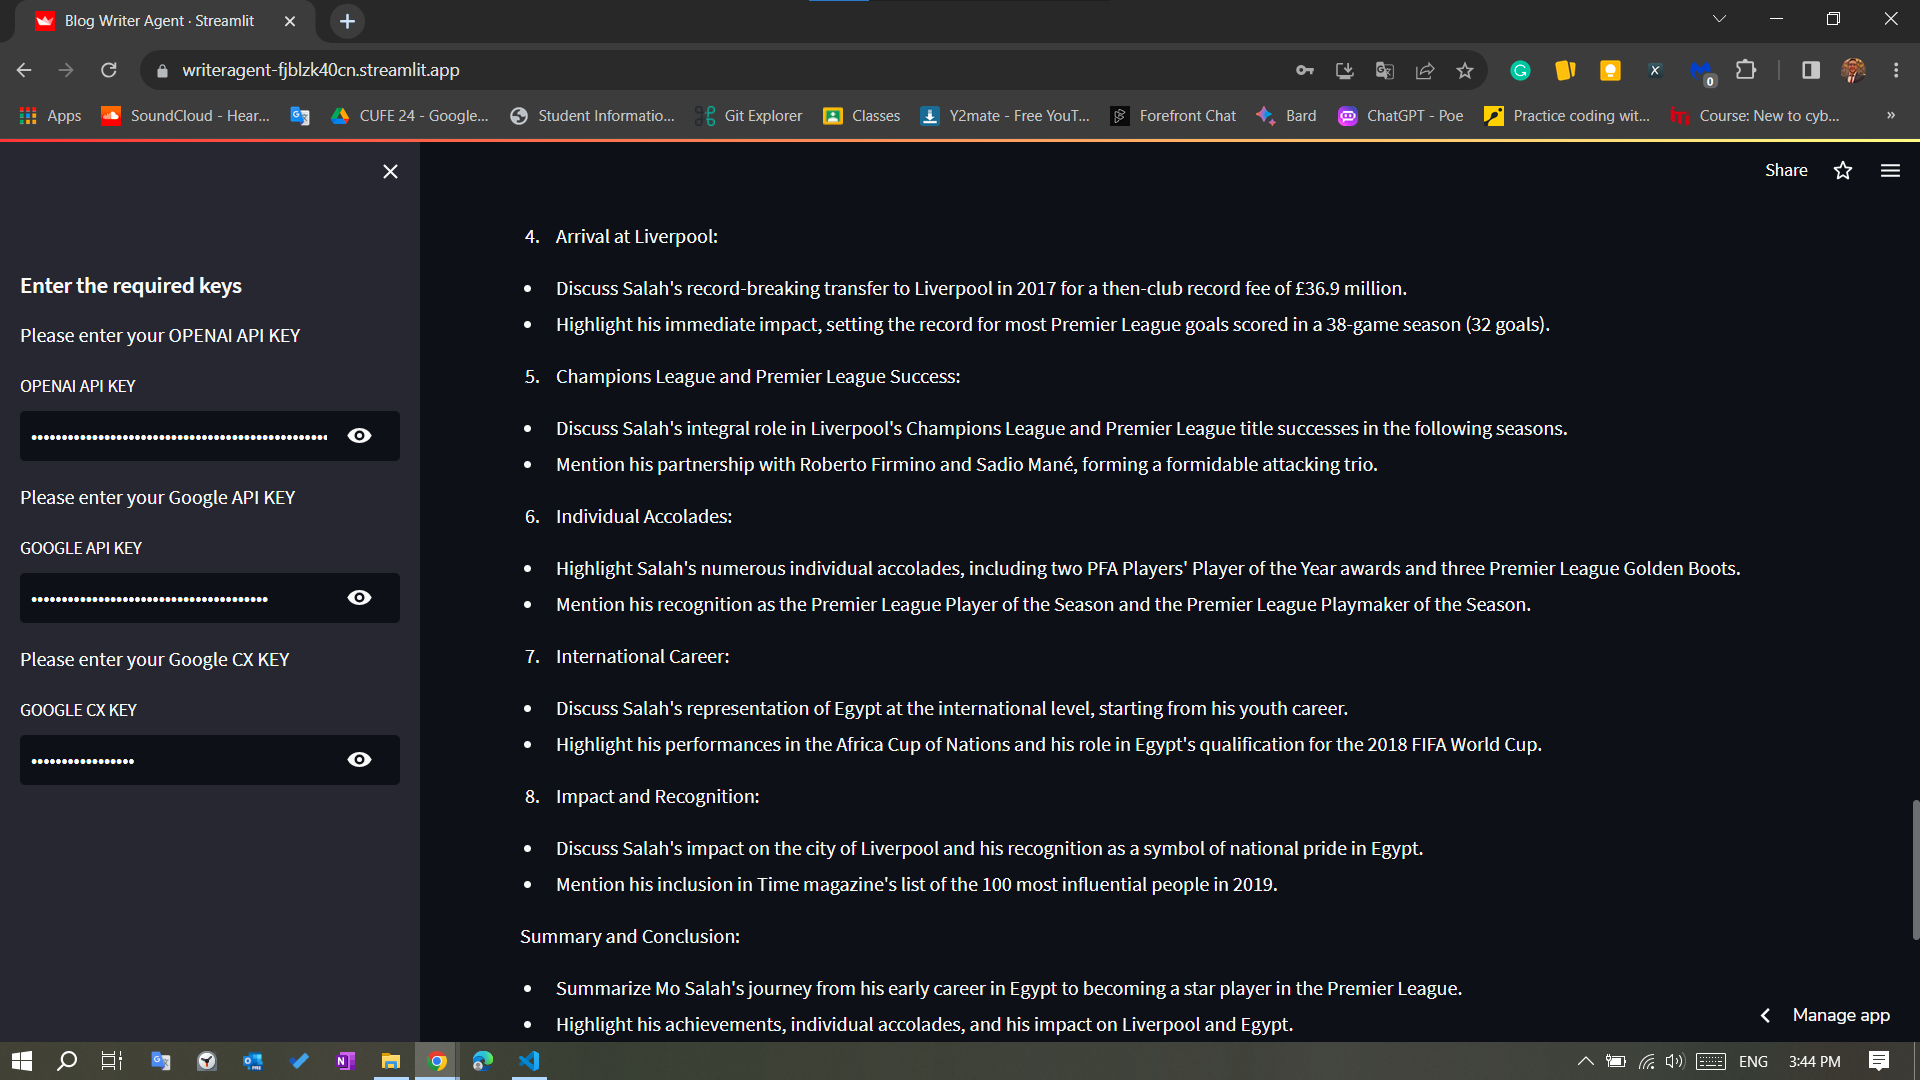 Blog Writer Agent · Streamlit
writeragent-fjblzk40cn.streamlit.app
0
Apps
SoundCloud - Hear...
CUFE 24 - Google...
Student Informatio...
Git Explorer
Classes
Y2mate - Free YouT...
Forefront Chat
Bard
ChatGPT - Poe
Practice coding wit...
Course: New to cyb...
»
Share
Enter the required keys
Please enter your OPENAI API KEY
OPENAI API KEY
Please enter your Google API KEY
GOOGLE API KEY
Please enter your Google CX KEY
GOOGLE CX KEY
4. Arrival at Liverpool:
• Discuss Salah's record-breaking transfer to Liverpool in 2017 for a then-club record fee of £36.9 million.
• Highlight his immediate impact, setting the record for most Premier League goals scored in a 38-game season (32 goals).
5. Champions League and Premier League Success:
• Discuss Salah's integral role in Liverpool's Champions League and Premier League title successes in the following seasons.
• Mention his partnership with Roberto Firmino and Sadio Mané, forming a formidable attacking trio.
6. Individual Accolades:
• Highlight Salah's numerous individual accolades, including two PFA Players' Player of the Year awards and three Premier League Golden Boots.
• Mention his recognition as the Premier League Player of the Season and the Premier League Playmaker of the Season.
7. International Career:
• Discuss Salah's representation of Egypt at the international level, starting from his youth career.
• Highlight his performances in the Africa Cup of Nations and his role in Egypt's qualification for the 2018 FIFA World Cup.
8. Impact and Recognition:
• Discuss Salah's impact on the city of Liverpool and his recognition as a symbol of national pride in Egypt.
• Mention his inclusion in Time magazine's list of the 100 most influential people in 2019.
Summary and Conclusion:
• Summarize Mo Salah's journey from his early career in Egypt to becoming a star player in the Premier League.
• Highlight his achievements, individual accolades, and his impact on Liverpool and Egypt.
Manage app
ENG
3:44 PM